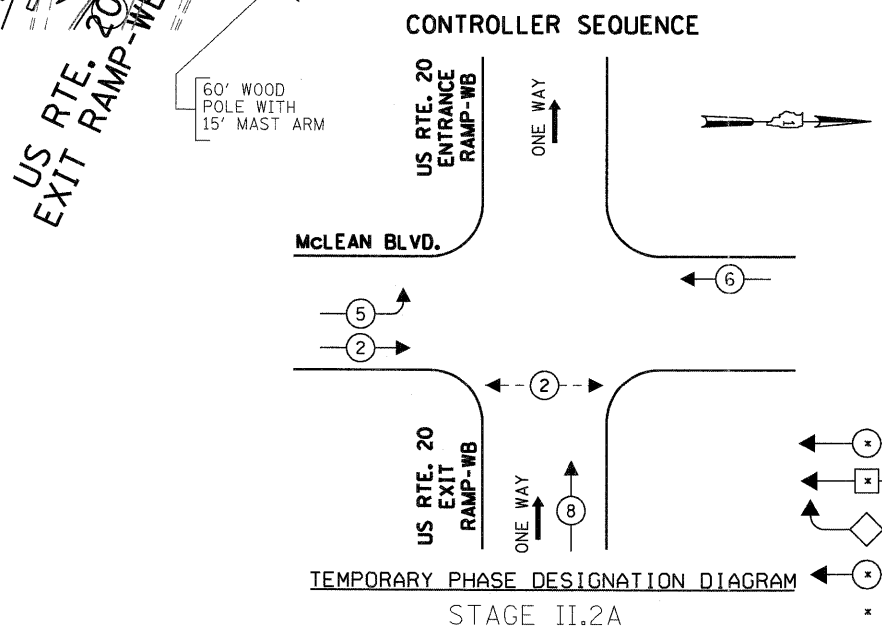 CONTROLLER SEQUENCE
US RTE. 20
EXIT RAMP-WB
60' WOOD
POLE WITH
15' MAST ARM
US RTE. 20
ENTRANCE
RAMP-WB
ONE WAY
McLEAN BLVD.
6
5
2
2
US RTE. 20
EXIT
RAMP-WB
ONE WAY
8
*
*
*
*
TEMPORARY PHASE DESIGNATION DIAGRAM
STAGE II.2A